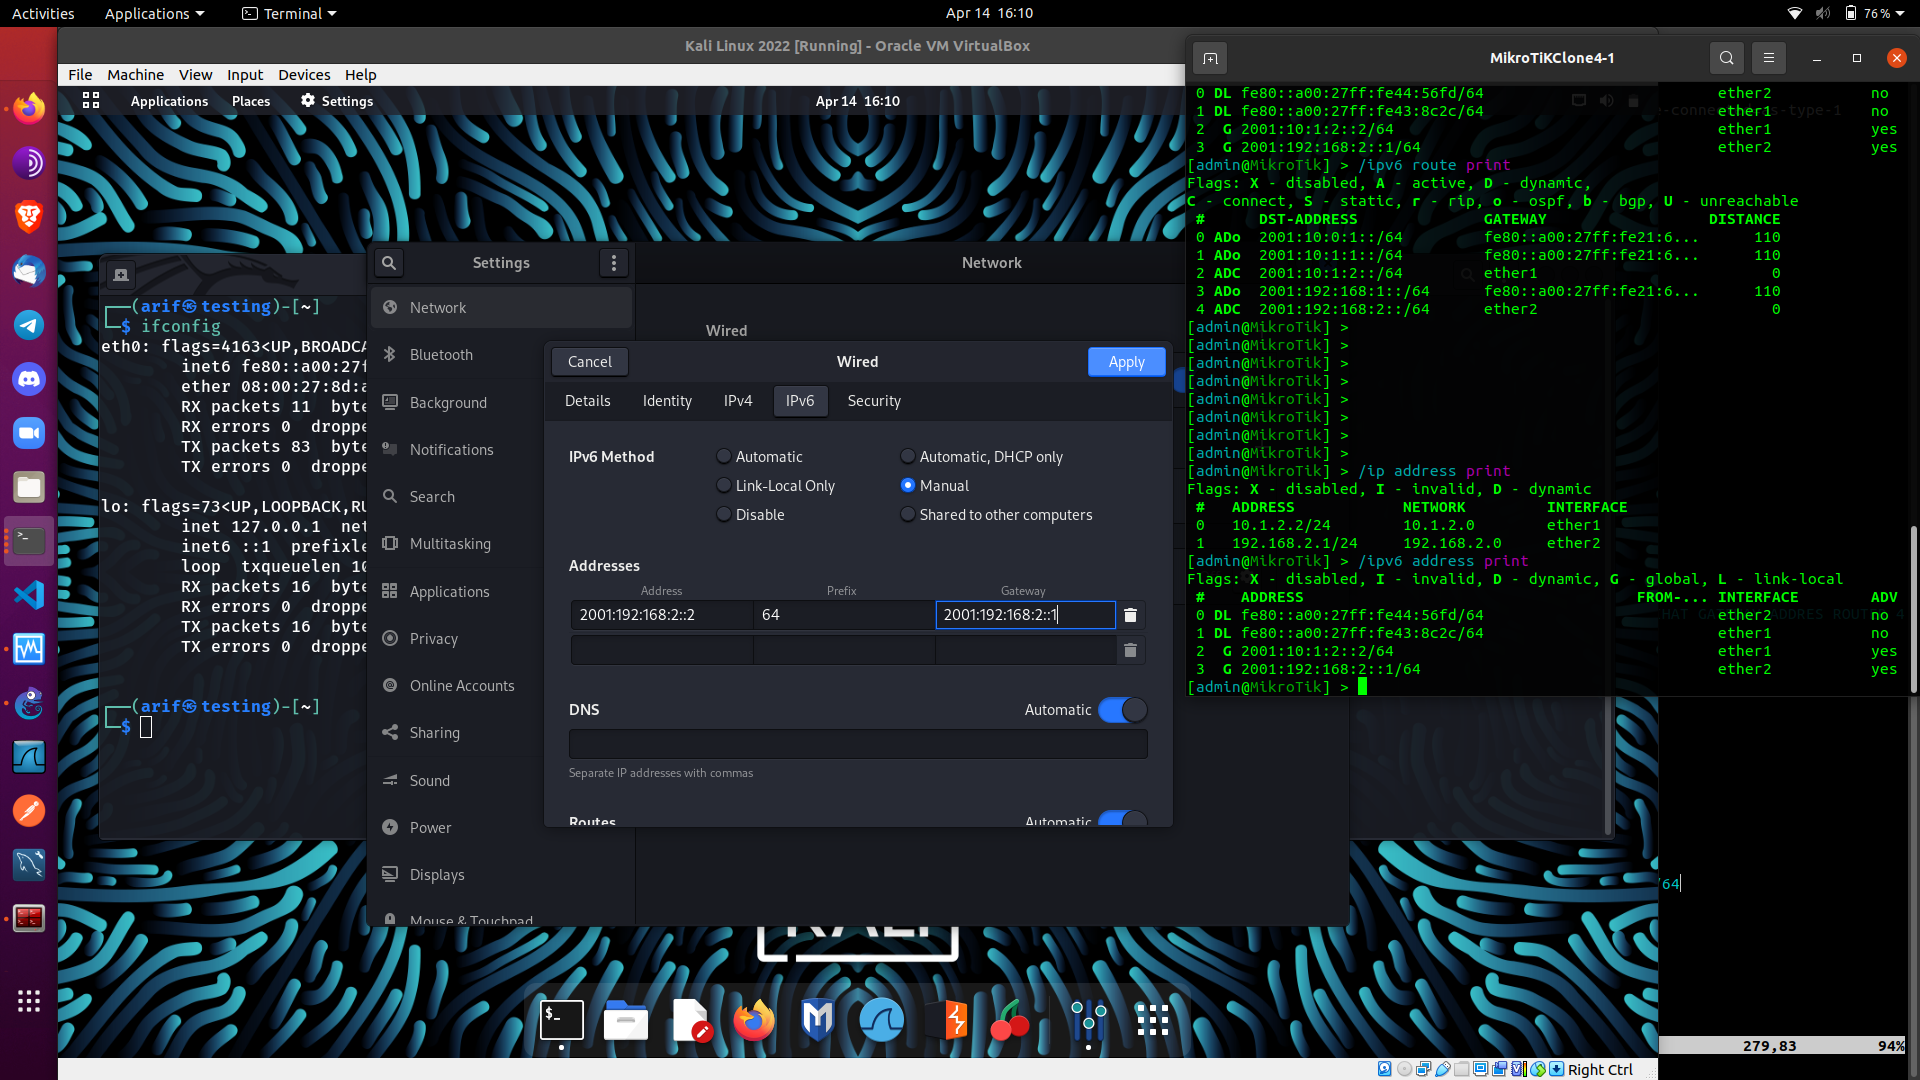 Activities
Applications
Terminal
Apr 14  16:10
76%
Kali Linux 2022 [Running] - Oracle VM VirtualBox
File Machine View Input Devices Help
Applications Places Settings
Apr 14  16:10
(arif㉿testing)-[~]
$ ifconfig
eth0: flags=4163<UP,BROADCA
inet6 fe80::a00:27f
ether 08:00:27:8d:a
RX packets 11  byte
RX errors 0  droppe
TX packets 83  byte
TX errors 0  droppe
lo: flags=73<UP,LOOPBACK,RU
inet 127.0.0.1  net
inet6 ::1  prefixle
loop  txqueuelen 10
RX packets 16  byte
RX errors 0  droppe
TX packets 16  byte
TX errors 0  droppe
(arif㉿testing)-[~]
$
Settings
Network
Bluetooth
Background
Notifications
Search
Multitasking
Applications
Privacy
Online Accounts
Sharing
Sound
Power
Displays
Mouse & Touchpad
Network
Wired
Cancel
Wired
Apply
Details Identity IPv4 IPv6 Security
IPv6 Method
Automatic
Automatic, DHCP only
Link-Local Only
Manual
Disable
Shared to other computers
Addresses
Address Prefix Gateway
2001:192:168:2::2 64 2001:192:168:2::1
DNS
Automatic
Separate IP addresses with commas
Routes
Automatic
KALI
MikroTiKClone4-1
0 DL fe80::a00:27ff:fe44:56fd/64 ether2 no
1 DL fe80::a00:27ff:fe43:8c2c/64 ether1 no
2  G 2001:10:1:2::2/64 ether1 yes
3  G 2001:192:168:2::1/64 ether2 yes
[admin@MikroTik] > /ipv6 route print
Flags: X - disabled, A - active, D - dynamic,
C - connect, S - static, r - rip, o - ospf, b - bgp, U - unreachable
# DST-ADDRESS GATEWAY DISTANCE
0 ADo 2001:10:0:1::/64 fe80::a00:27ff:fe21:6... 110
1 ADo 2001:10:1:1::/64 fe80::a00:27ff:fe21:6... 110
2 ADC 2001:10:1:2::/64 ether1 0
3 ADo 2001:192:168:1::/64 fe80::a00:27ff:fe21:6... 110
4 ADC 2001:192:168:2::/64 ether2 0
[admin@MikroTik] >
[admin@MikroTik] >
[admin@MikroTik] >
[admin@MikroTik] >
[admin@MikroTik] >
[admin@MikroTik] >
[admin@MikroTik] >
[admin@MikroTik] >
[admin@MikroTik] > /ip address print
Flags: X - disabled, I - invalid, D - dynamic
# ADDRESS NETWORK INTERFACE
0 10.1.2.2/24 10.1.2.0 ether1
1 192.168.2.1/24 192.168.2.0 ether2
[admin@MikroTik] > /ipv6 address print
Flags: X - disabled, I - invalid, D - dynamic, G - global, L - link-local
# ADDRESS FROM-... INTERFACE ADV
0 DL fe80::a00:27ff:fe44:56fd/64 ether2 no
1 DL fe80::a00:27ff:fe43:8c2c/64 ether1 no
2  G 2001:10:1:2::2/64 ether1 yes
3  G 2001:192:168:2::1/64 ether2 yes
[admin@MikroTik] >
/64
279,83 94%
Right Ctrl